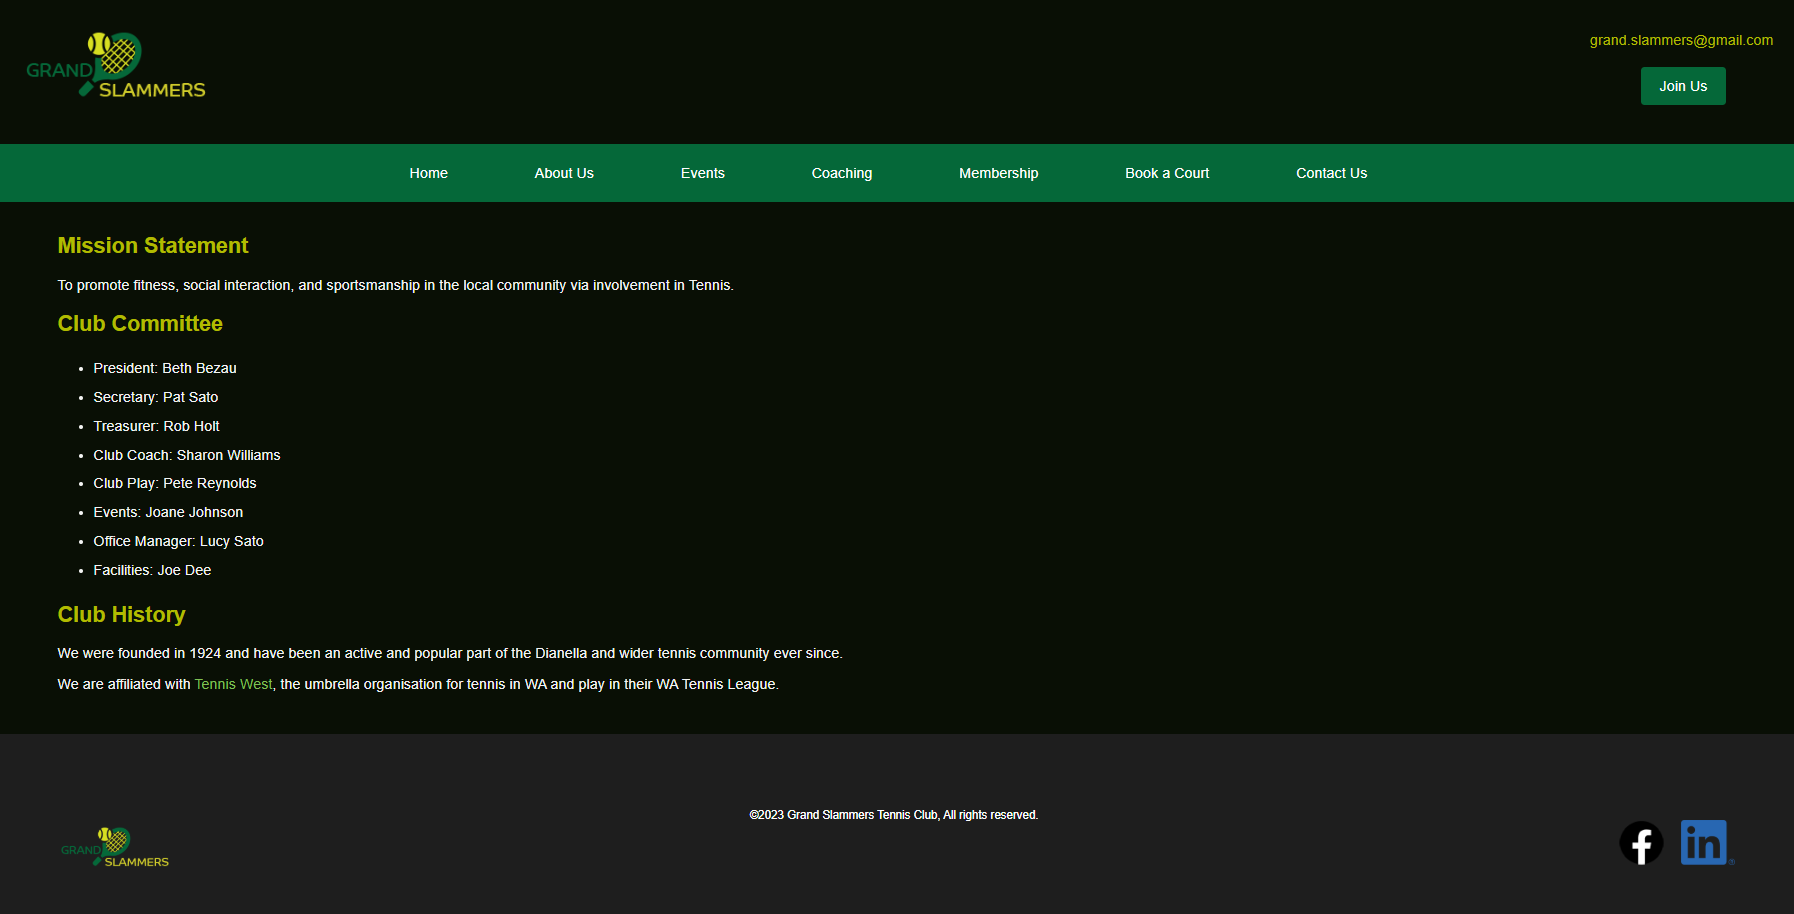 GRAND
SLAMMERS
grand.slammers@gmail.com
Join Us
Home About Us Events Coaching Membership Book a Court Contact Us
Mission Statement
To promote fitness, social interaction, and sportsmanship in the local community via involvement in Tennis.
Club Committee
• President: Beth Bezau
• Secretary: Pat Sato
• Treasurer: Rob Holt
• Club Coach: Sharon Williams
• Club Play: Pete Reynolds
• Events: Joane Johnson
• Office Manager: Lucy Sato
• Facilities: Joe Dee
Club History
We were founded in 1924 and have been an active and popular part of the Dianella and wider tennis community ever since.
We are affiliated with Tennis West, the umbrella organisation for tennis in WA and play in their WA Tennis League.
©2023 Grand Slammers Tennis Club, All rights reserved.
GRAND
SLAMMERS
f in ®